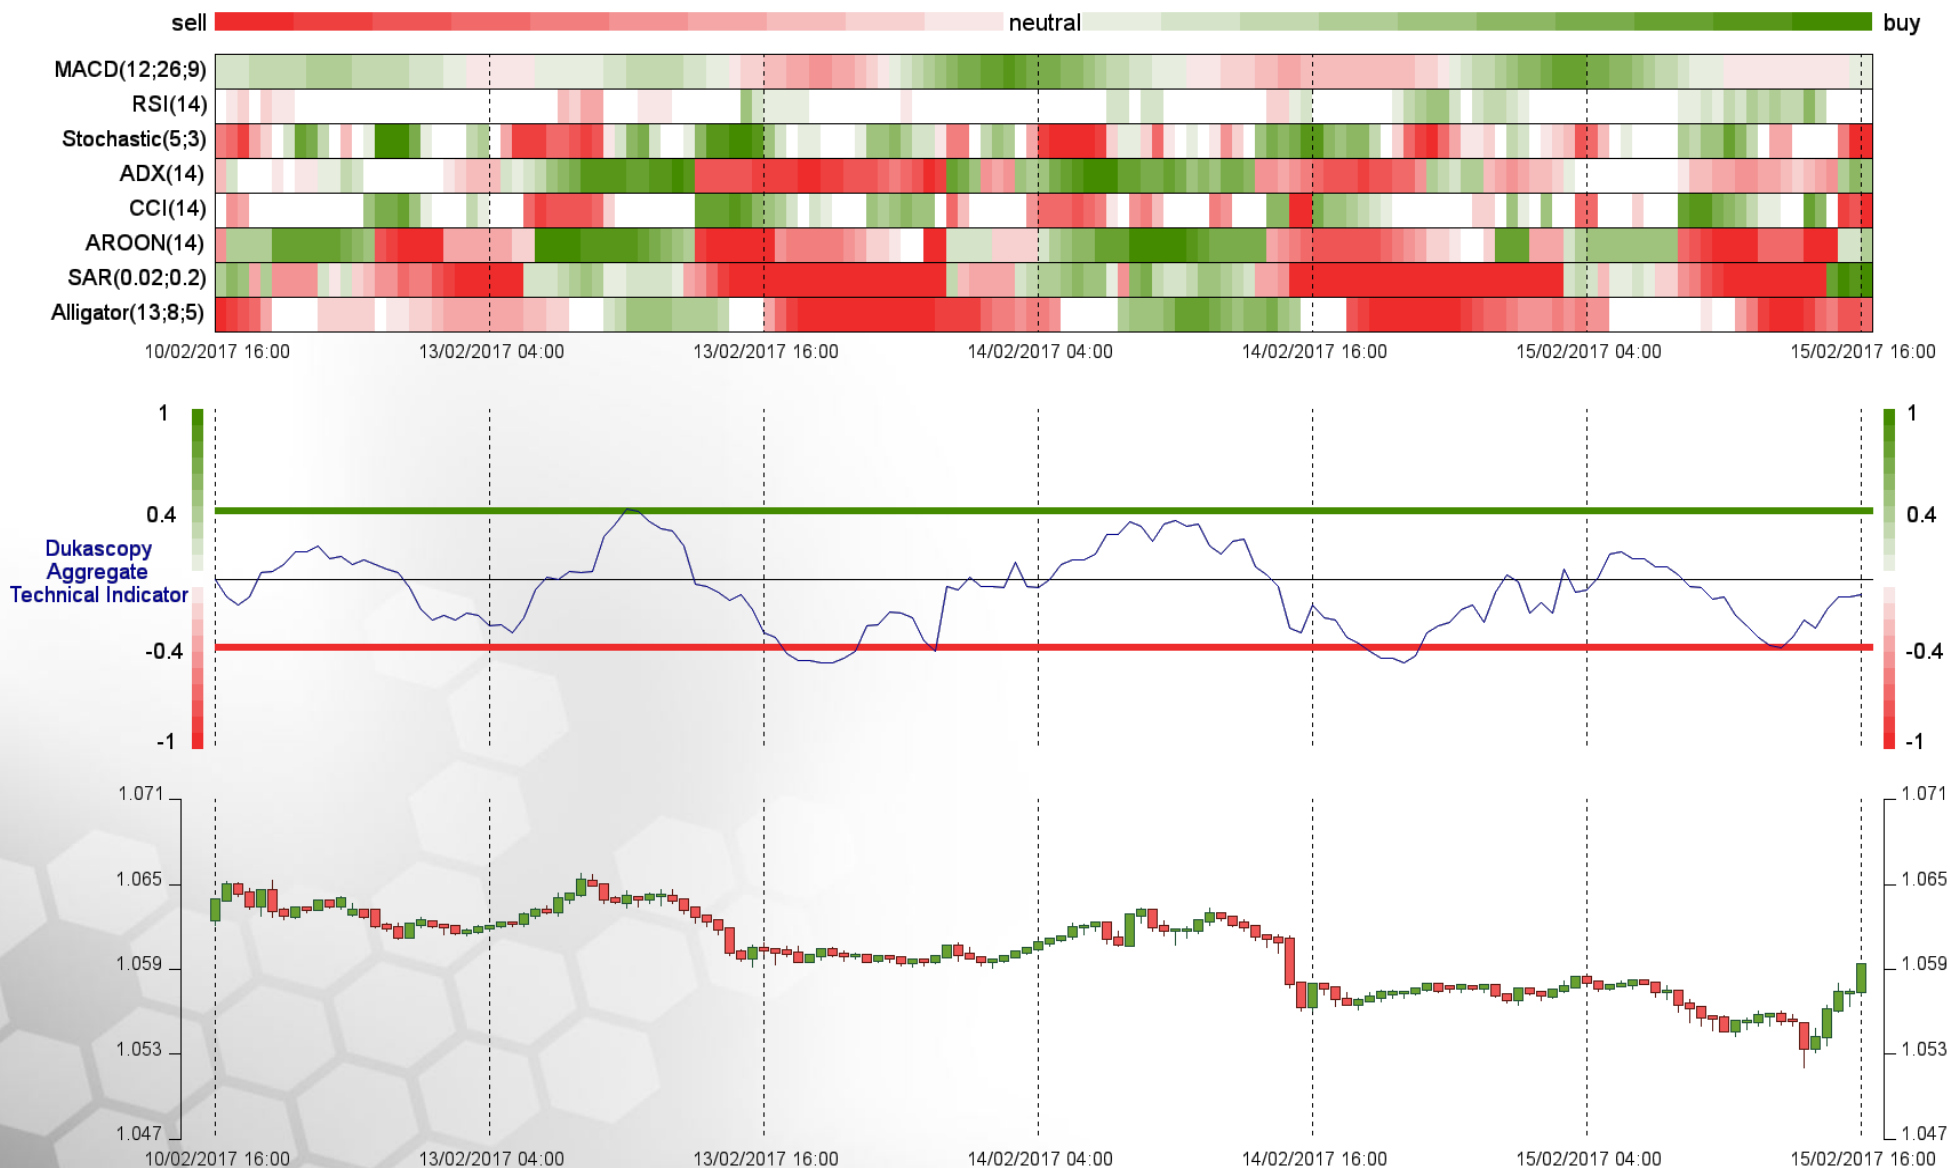 sell neutral buy
MACD(12;26;9)
RSI(14)
Stochastic(5;3)
ADX(14)
CCI(14)
AROON(14)
SAR(0.02;0.2)
Alligator(13;8;5)
10/02/2017 16:00 13/02/2017 04:00 13/02/2017 16:00 14/02/2017 04:00 14/02/2017 16:00 15/02/2017 04:00 15/02/2017 16:00
1 1
0.4 0.4
Dukascopy
Aggregate
Technical Indicator
-0.4 -0.4
-1 -1
1.071 1.071
1.065 1.065
1.059 1.059
1.053 1.053
1.047 1.047
10/02/2017 16:00 13/02/2017 04:00 13/02/2017 16:00 14/02/2017 04:00 14/02/2017 16:00 15/02/2017 04:00 15/02/2017 16:00